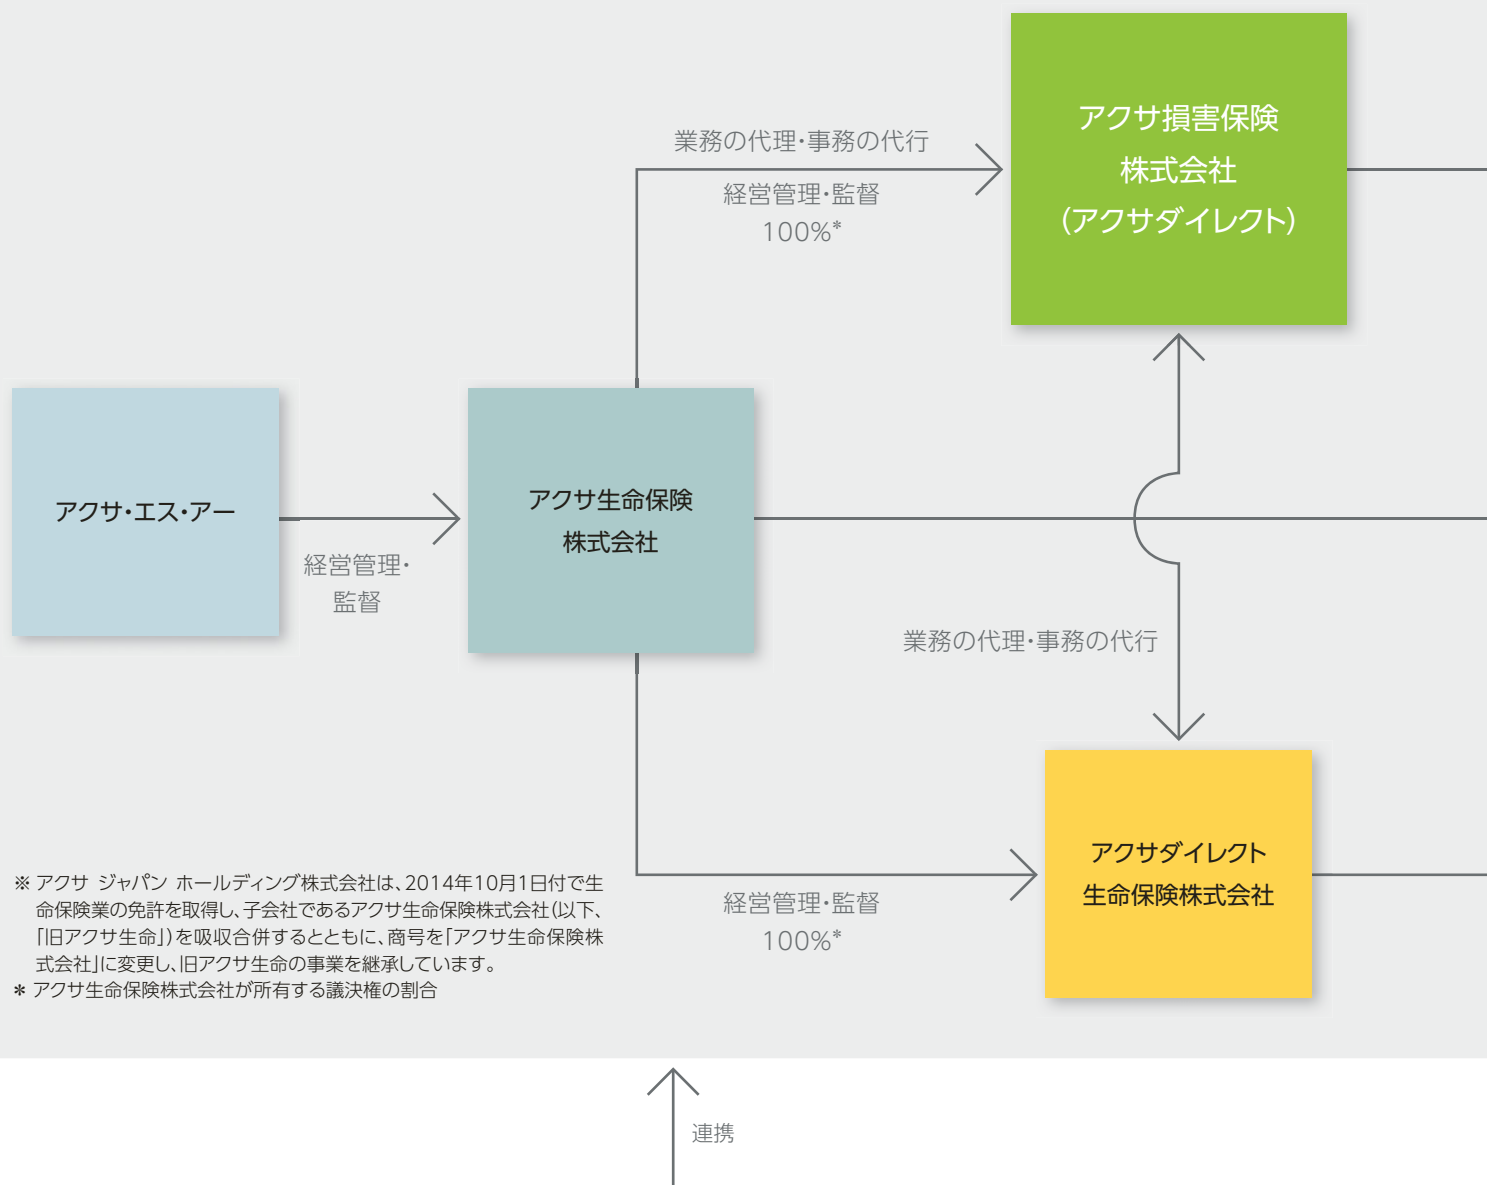 アクサ損害保険
株式会社
（アクサダイレクト）
業務の代理・事務の代行
経営管理・監督
100%*
アクサ・エス・アー
経営管理・
監督
アクサ生命保険
株式会社
業務の代理・事務の代行
アクサダイレクト
生命保険株式会社
経営管理・監督
100%*
※ アクサ ジャパン ホールディング株式会社は、2014年10月1日付で生
命保険業の免許を取得し、子会社であるアクサ生命保険株式会社（以下、
「旧アクサ生命」）を吸収合併するとともに、商号を「アクサ生命保険株
式会社」に変更し、旧アクサ生命の事業を継承しています。
* アクサ生命保険株式会社が所有する議決権の割合
連携